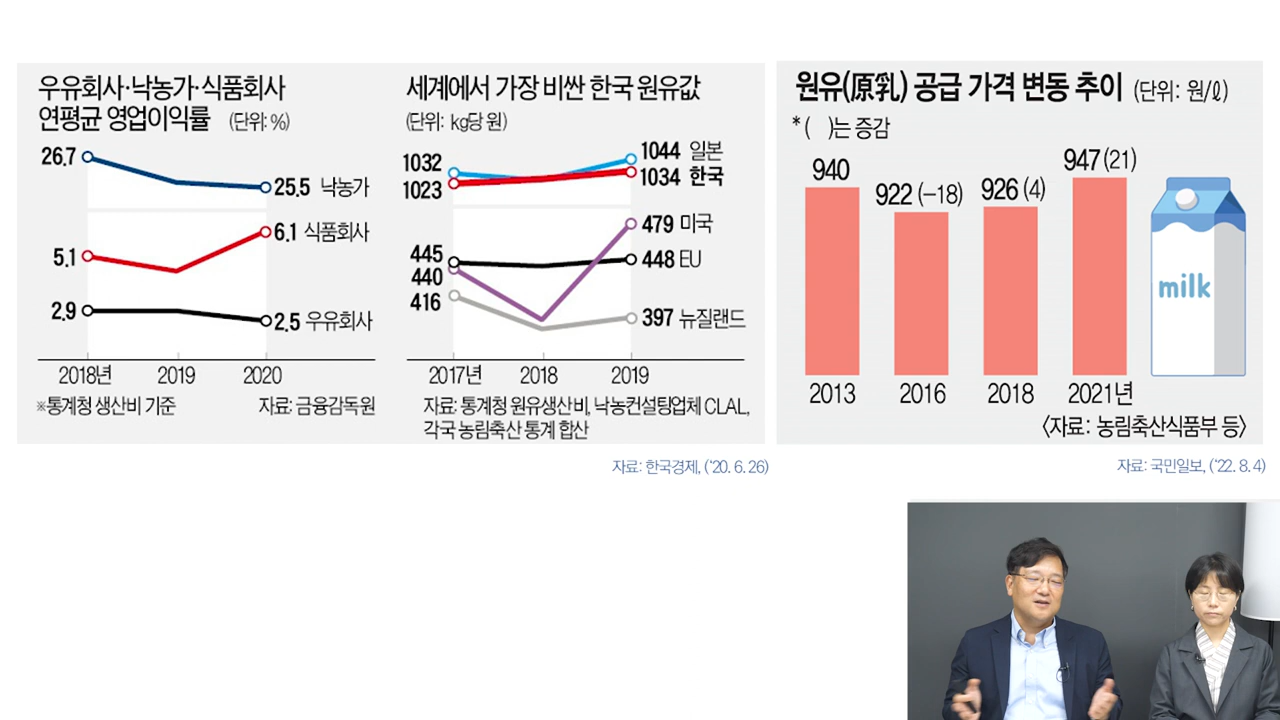 우유회사·낙농가·식품회사
연평균 영업이익률 (단위: %)
26.7
25.5 낙농가
6.1 식품회사
5.1
2.9
2.5 우유회사
2018년 2019 2020
※통계청 생산비 기준 자료: 금융감독원
세계에서 가장 비싼 한국 원유값
(단위: kg당 원)
1032
1044 일본
1023
1034 한국
479 미국
445
448 EU
440
416
397 뉴질랜드
2017년 2018 2019
자료: 통계청 원유생산비, 낙농컨설팅업체 CLAL,
각국 농림축산 통계 합산
자료: 한국경제, (‘20. 6. 26)
원유(原乳) 공급 가격 변동 추이 (단위: 원/ℓ)
*( )는 증감
940
922 (–18)
926 (4)
947 (21)
milk
2013 2016 2018 2021년
〈자료: 농림축산식품부 등〉
자료: 국민일보, (‘22. 8. 4)